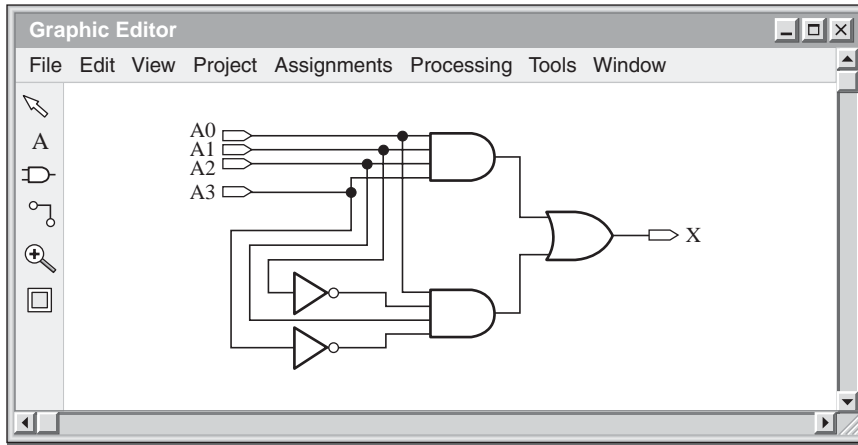 Graphic Editor
File Edit View Project Assignments Processing Tools Window
A
A0
A1
A2
A3
X